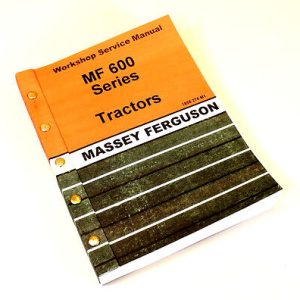 Workshop Service Manual
MF 600
Series
Tractors
MASSEY FERGUSON